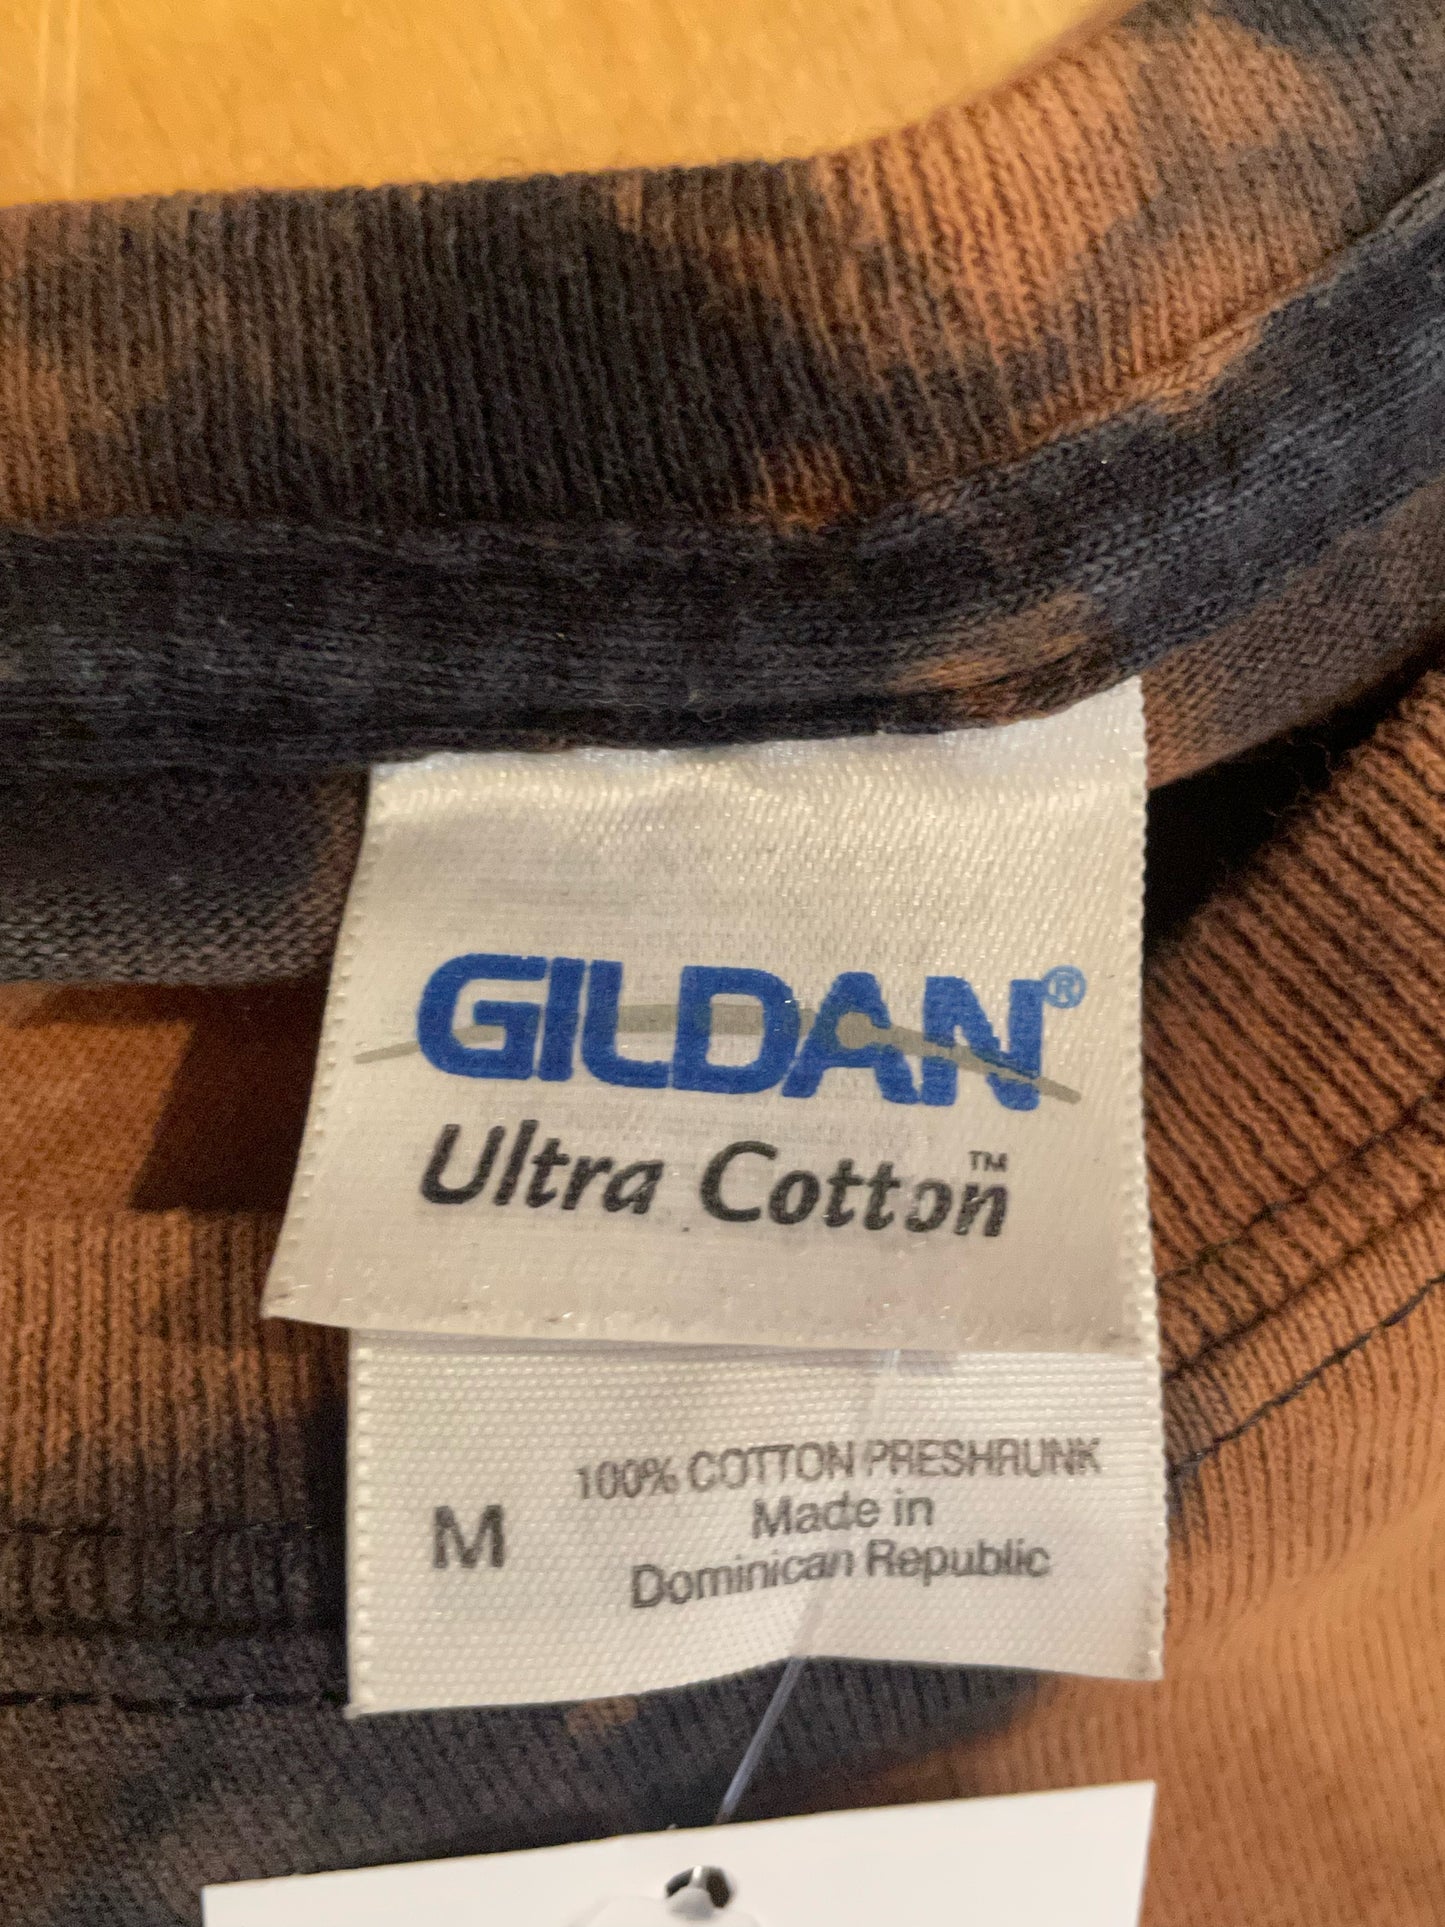 GILDAN®
Ultra Cotton™
100% COTTON PRESHRUNK
M
Made in
Dominican Republic